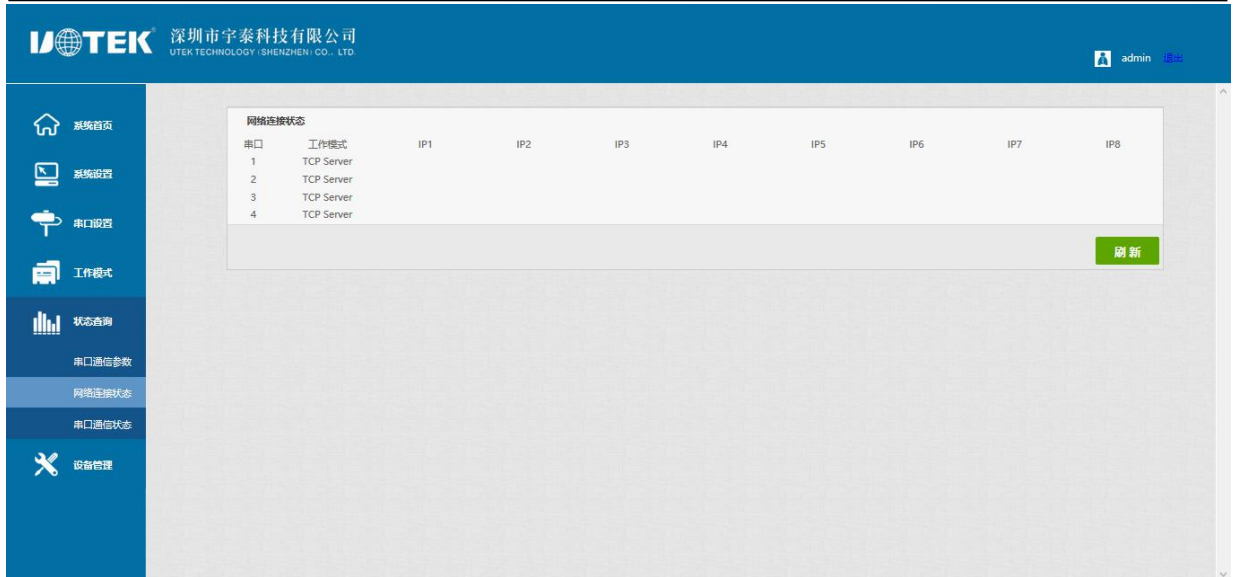 UOTEK 深圳市宇泰科技有限公司
UTEK TECHNOLOGY (SHENZHEN) CO., LTD.
admin 退出
系统首页
系统设置
串口设置
工作模式
状态查询
串口通信参数
网络连接状态
串口通信状态
设备管理
网络连接状态
串口 工作模式 IP1 IP2 IP3 IP4 IP5 IP6 IP7 IP8
1 TCP Server
2 TCP Server
3 TCP Server
4 TCP Server
刷 新